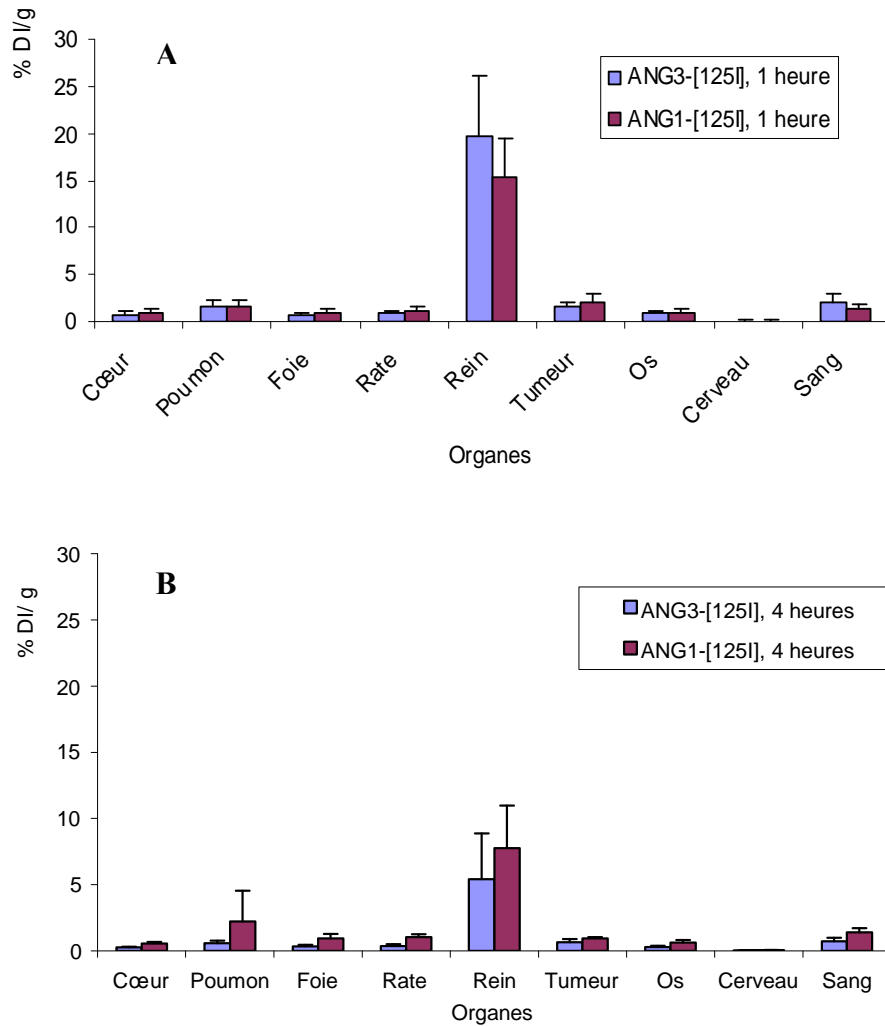 % DI/g
30
25
20
15
10
5
0
A
ANG3-[125I], 1 heure
ANG1-[125I], 1 heure
Cœur Poumon Foie Rate Rein Tumeur Os Cerveau Sang
Organes
% DI/ g
30
25
20
15
10
5
0
B
ANG3-[125I], 4 heures
ANG1-[125I], 4 heures
Cœur Poumon Foie Rate Rein Tumeur Os Cerveau Sang
Organes